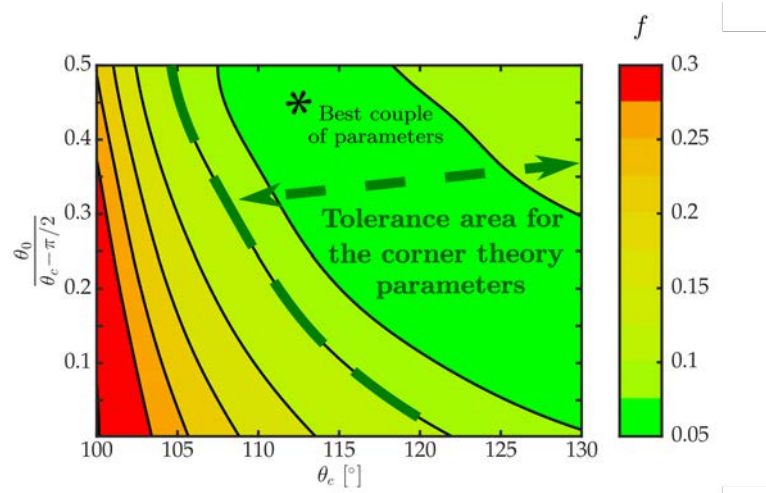 f
0.5
0.4
0.3
0.2
0.1
θ₀
θc−π/2
*
Best couple
of parameters
Tolerance area for
the corner theory
parameters
100
105
110
115
120
125
130
θc [°]
0.3
0.25
0.2
0.15
0.1
0.05